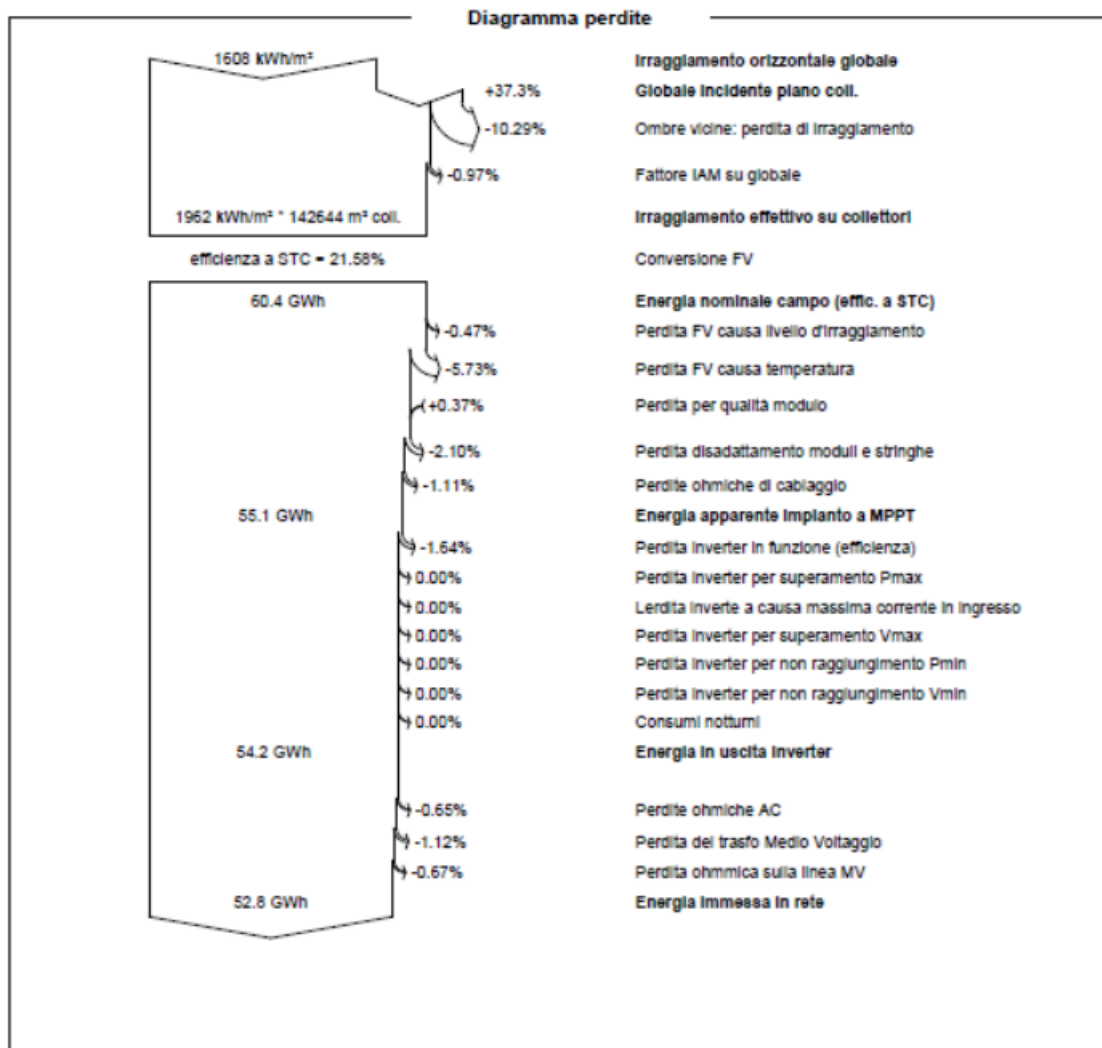 Diagramma perdite
1608 kWh/m² Irraggiamento orizzontale globale
+37.3% Globale incidente piano coll.
-10.29% Ombre vicine: perdita di irraggiamento
-0.97% Fattore IAM su globale
1962 kWh/m² * 142644 m² coll. Irraggiamento effettivo su collettori
efficienza a STC = 21.58% Conversione FV
60.4 GWh Energia nominale campo (effic. a STC)
-0.47% Perdita FV causa livello d'irraggiamento
-5.73% Perdita FV causa temperatura
+0.37% Perdita per qualità modulo
-2.10% Perdita disadattamento moduli e stringhe
-1.11% Perdite ohmiche di cablaggio
55.1 GWh Energia apparente impianto a MPPT
-1.64% Perdita inverter in funzione (efficienza)
0.00% Perdita inverter per superamento Pmax
0.00% Lerdita inverte a causa massima corrente in ingresso
0.00% Perdita inverter per superamento Vmax
0.00% Perdita inverter per non raggiungimento Pmin
0.00% Perdita inverter per non raggiungimento Vmin
0.00% Consumi notturni
54.2 GWh Energia in uscita inverter
-0.65% Perdite ohmiche AC
-1.12% Perdita del trasfo Medio Voltaggio
-0.67% Perdita ohmmica sulla linea MV
52.8 GWh Energia immessa in rete